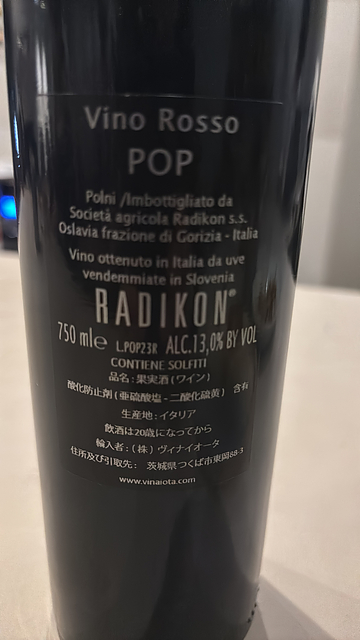 Vino Rosso
POP
Polni /Imbottigliato da
Società agricola Radikon s.s.
Oslavia frazione di Gorizia - Italia
Vino ottenuto in Italia da uve
vendemmiate in Slovenia
RADIKON®
750 ml℮ L.POP23R ALC.13,0% BY VOL
CONTIENE SOLFITI
品名：果実酒（ワイン）
酸化防止剤（亜硫酸塩-二酸化硫黄） 含有
生産地：イタリア
飲酒は20歳になってから
輸入者：（株）ヴィナイオータ
住所及び引取先： 茨城県つくば市東岡88-3
www.vinaiota.com